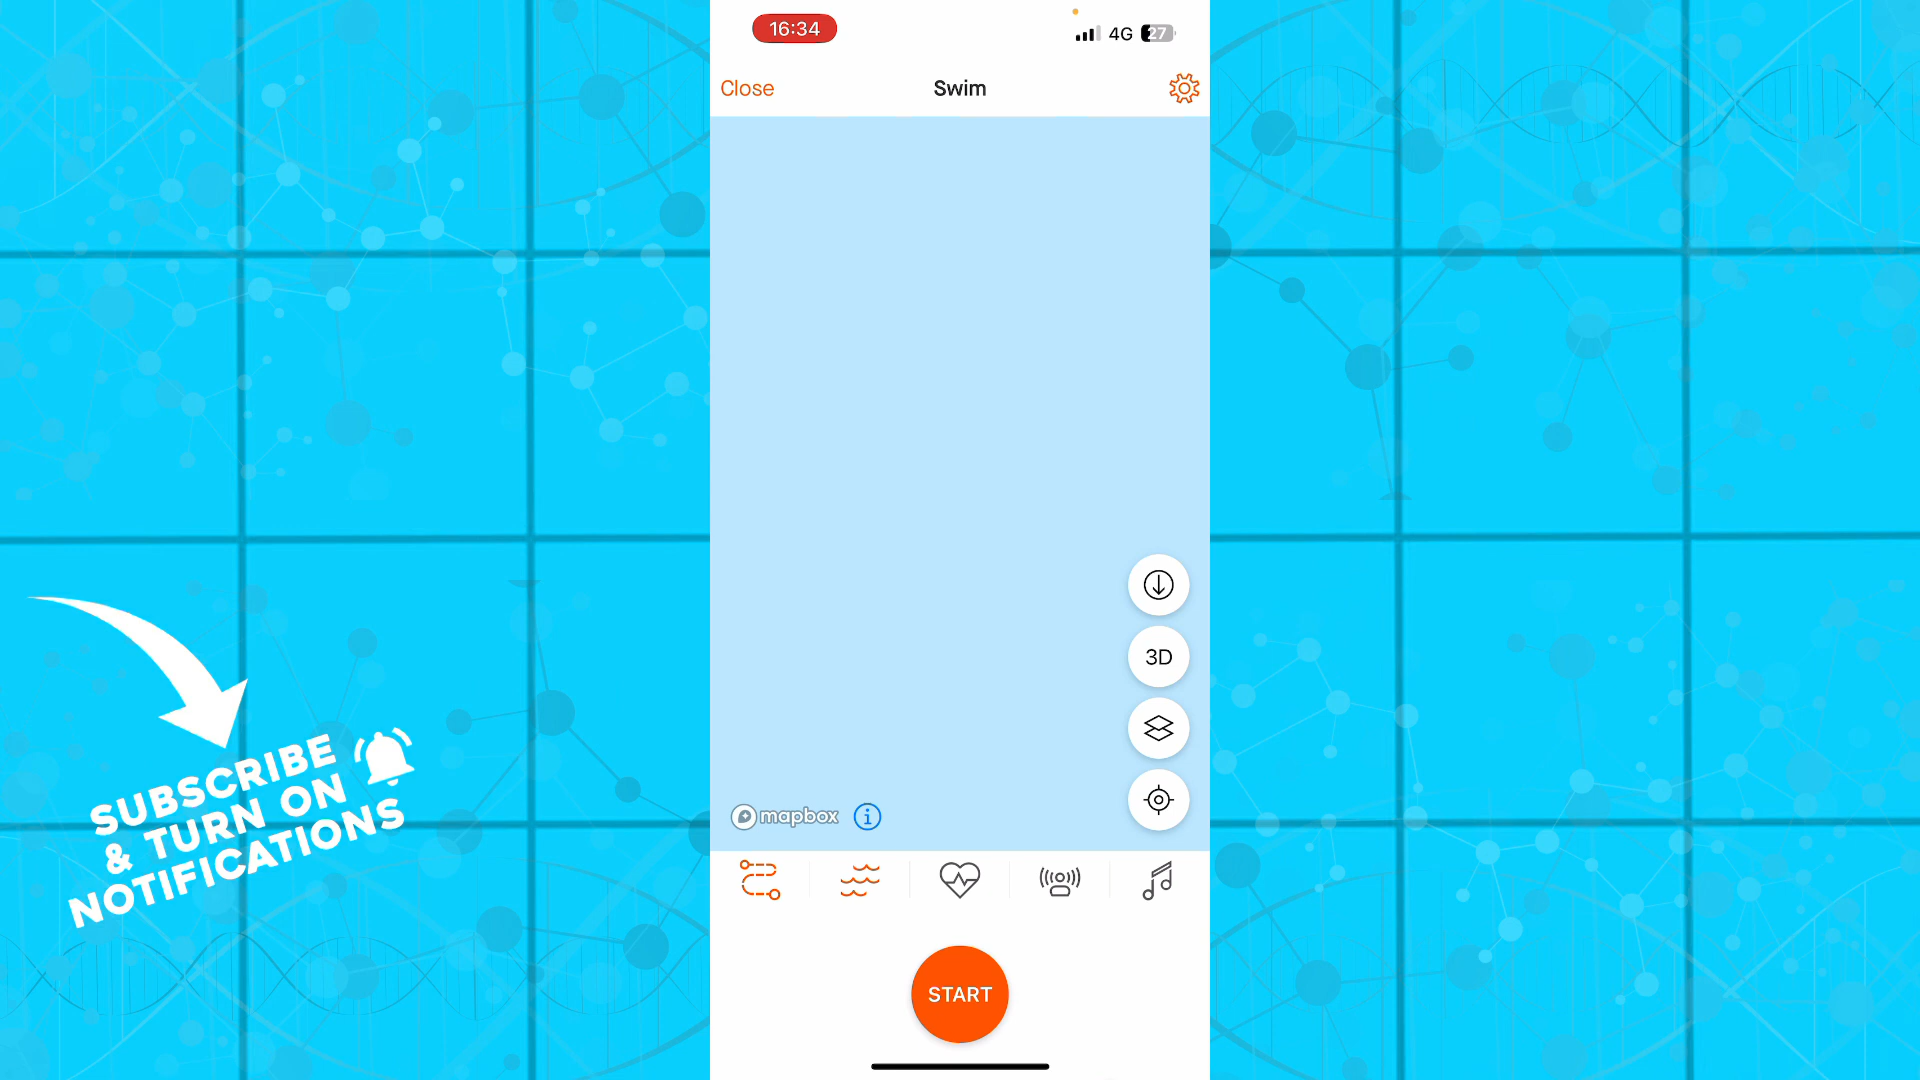 16:34
4G 27
Close
Swim
3D
mapbox
START
SUBSCRIBE
& TURN ON
NOTIFICATIONS